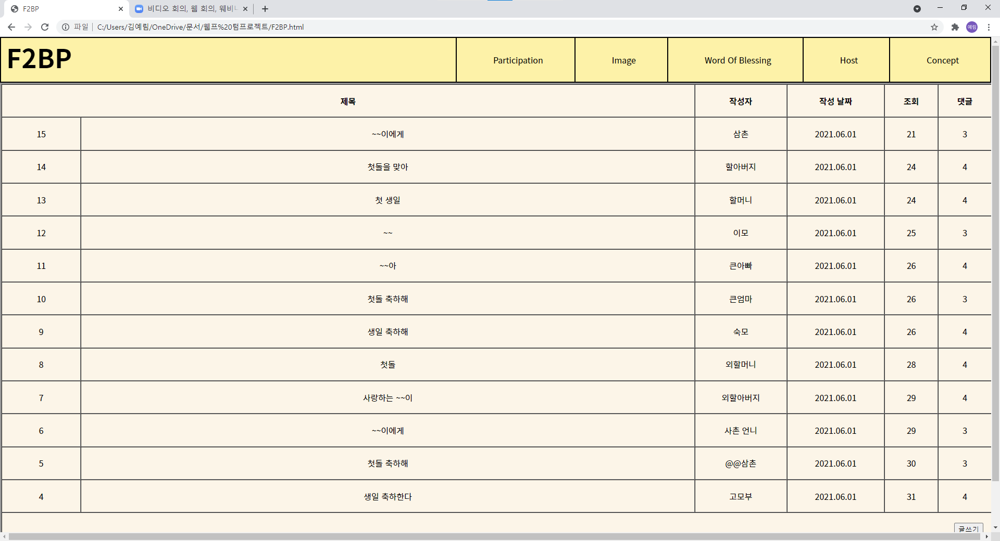 F2BP
비디오 회의, 웹 회의, 웨비나
파일 C:/Users/김예림/OneDrive/문서/웹프%20텀프로젝트/F2BP.html
예림
F2BP Participation Image Word Of Blessing Host Concept
제목 작성자 작성 날짜 조회 댓글
15 ~~이에게 삼촌 2021.06.01 21 3
14 첫돌을 맞아 할아버지 2021.06.01 24 4
13 첫 생일 할머니 2021.06.01 24 4
12 ~~ 이모 2021.06.01 25 3
11 ~~아 큰아빠 2021.06.01 26 4
10 첫돌 축하해 큰엄마 2021.06.01 26 3
9 생일 축하해 숙모 2021.06.01 26 4
8 첫돌 외할머니 2021.06.01 28 4
7 사랑하는 ~~이 외할아버지 2021.06.01 29 4
6 ~~이에게 사촌 언니 2021.06.01 29 3
5 첫돌 축하해 @@삼촌 2021.06.01 30 3
4 생일 축하한다 고모부 2021.06.01 31 4
글쓰기